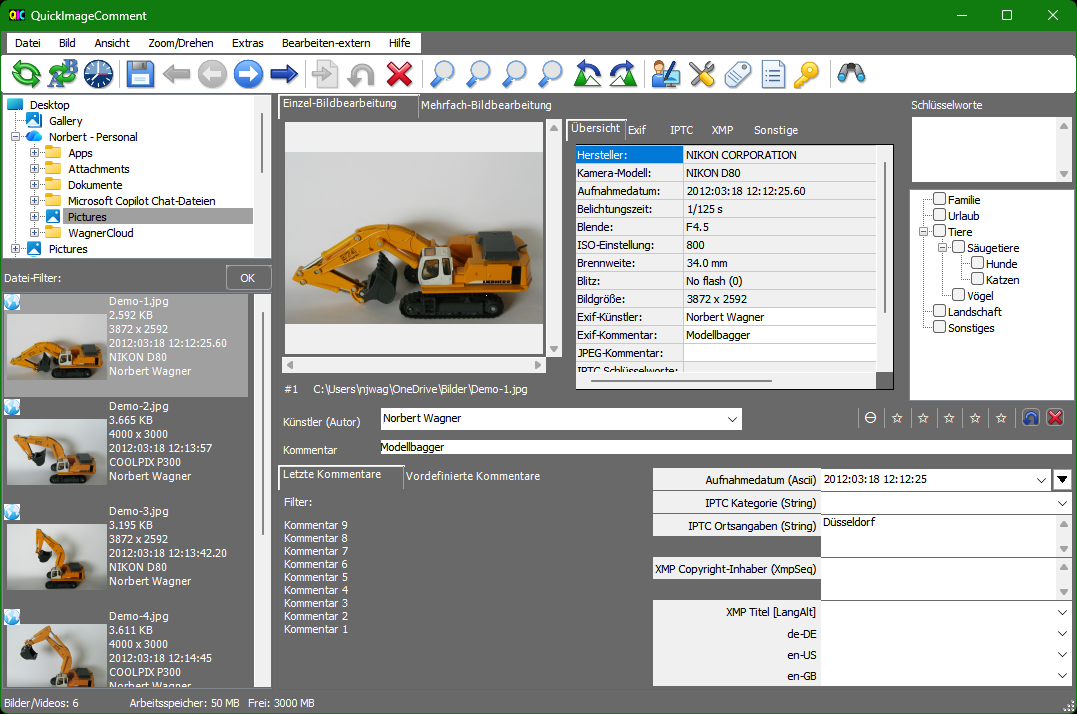 QIC QuickImageComment
Datei Bild Ansicht Zoom/Drehen Extras Bearbeiten-extern Hilfe
Desktop
Gallery
Norbert - Personal
Apps
Attachments
Dokumente
Microsoft Copilot Chat-Dateien
Pictures
WagnerCloud
Pictures
Datei-Filter:
OK
Demo-1.jpg
2.592 KB
3872 x 2592
2012:03:18 12:12:25.60
NIKON D80
Norbert Wagner
Demo-2.jpg
3.665 KB
4000 x 3000
2012:03:18 12:13:57
COOLPIX P300
Norbert Wagner
Demo-3.jpg
3.195 KB
3872 x 2592
2012:03:18 12:13:42.20
NIKON D80
Norbert Wagner
Demo-4.jpg
3.611 KB
4000 x 3000
2012:03:18 12:14:45
COOLPIX P300
Norbert Wagner
Einzel-Bildbearbeitung Mehrfach-Bildbearbeitung
974
LIEBHERR
#1 C:\Users\njwag\OneDrive\Bilder\Demo-1.jpg
Übersicht Exif IPTC XMP Sonstige
Hersteller: NIKON CORPORATION
Kamera-Modell: NIKON D80
Aufnahmedatum: 2012:03:18 12:12:25.60
Belichtungszeit: 1/125 s
Blende: F4.5
ISO-Einstellung: 800
Brennweite: 34.0 mm
Blitz: No flash (0)
Bildgröße: 3872 x 2592
Exif-Künstler: Norbert Wagner
Exif-Kommentar: Modellbagger
JPEG-Kommentar:
IPTC Schlüsselworte:
Schlüsselworte
Familie
Urlaub
Tiere
Säugetiere
Hunde
Katzen
Vögel
Landschaft
Sonstiges
Künstler (Autor) Norbert Wagner
Kommentar Modellbagger
Letzte Kommentare Vordefinierte Kommentare
Filter:
Kommentar 9
Kommentar 8
Kommentar 7
Kommentar 6
Kommentar 5
Kommentar 4
Kommentar 3
Kommentar 2
Kommentar 1
Aufnahmedatum (Ascii) 2012:03:18 12:12:25
IPTC Kategorie (String)
IPTC Ortsangaben (String) Düsseldorf
XMP Copyright-Inhaber (XmpSeq)
XMP Titel [LangAlt]
de-DE
en-US
en-GB
Bilder/Videos: 6 Arbeitsspeicher: 50 MB Frei: 3000 MB